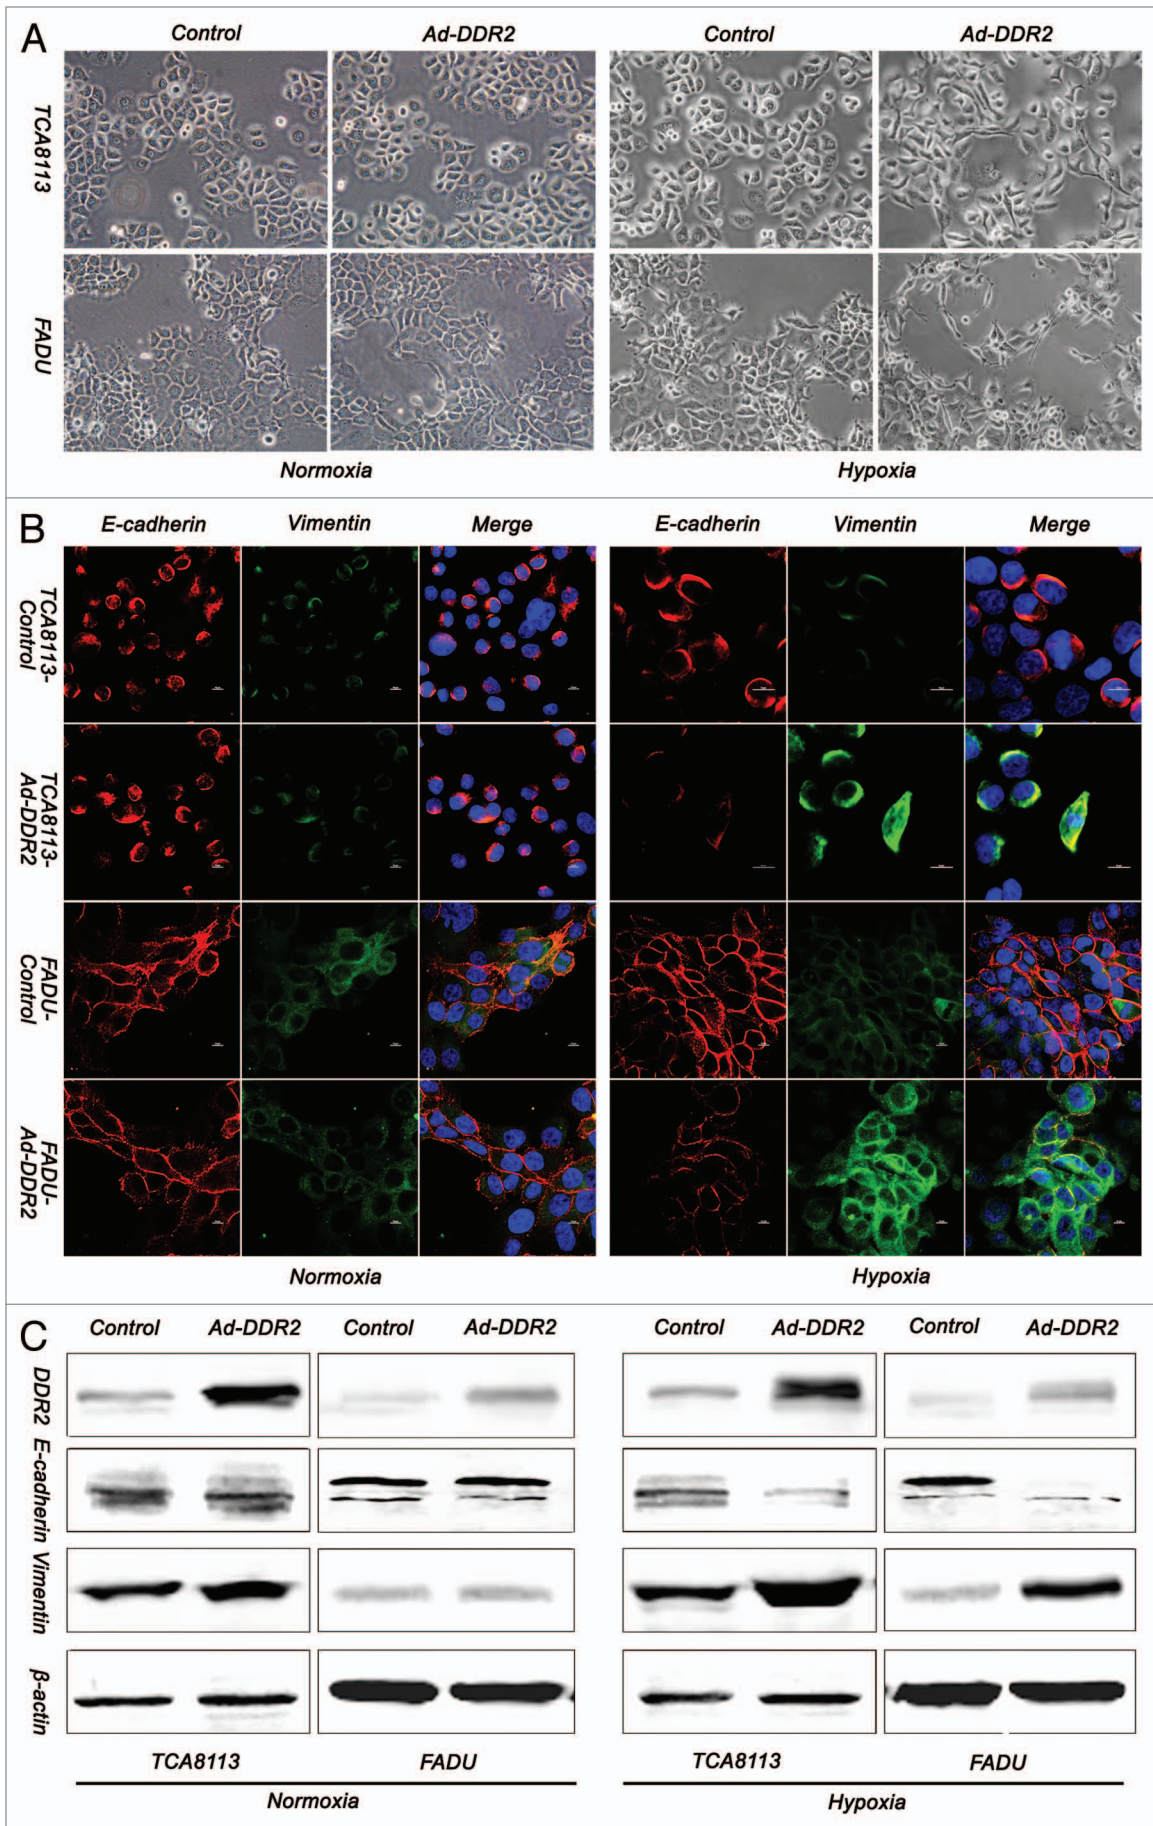 A
Control Ad-DDR2 Control Ad-DDR2
TCA8113
FADU
Normoxia Hypoxia
B
E-cadherin Vimentin Merge E-cadherin Vimentin Merge
TCA8113-
Control
TCA8113-
Ad-DDR2
FADU-
Control
FADU-
Ad-DDR2
Normoxia Hypoxia
C
Control Ad-DDR2 Control Ad-DDR2 Control Ad-DDR2 Control Ad-DDR2
DDR2
E-cadherin
Vimentin
β-actin
TCA8113 FADU TCA8113 FADU
Normoxia Hypoxia